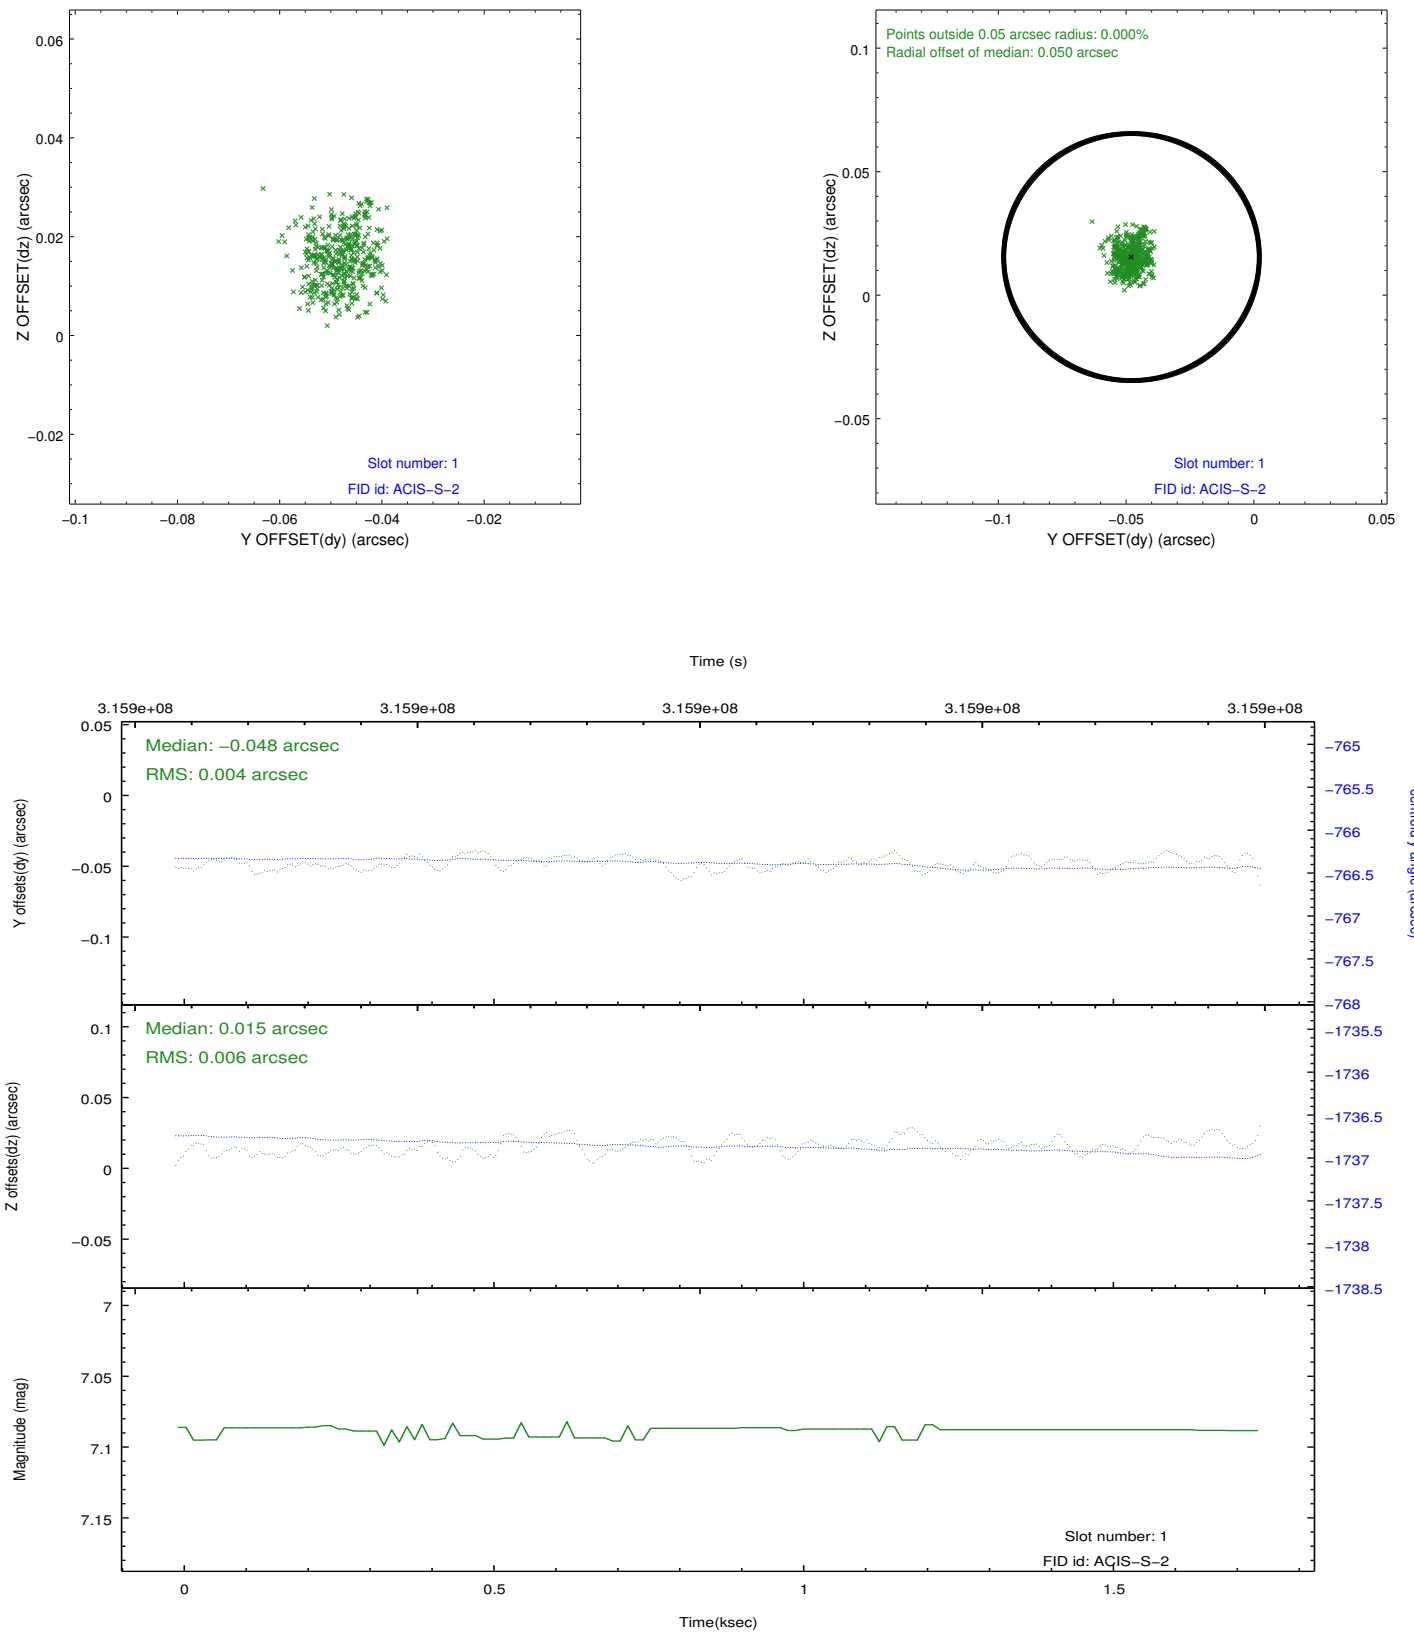 0.06
0.04
0.02
0
−0.02
Z OFFSET(dz) (arcsec)
Slot number: 1
FID id: ACIS−S−2
−0.1
−0.08
−0.06
−0.04
−0.02
Y OFFSET(dy) (arcsec)
Points outside 0.05 arcsec radius: 0.000%
Radial offset of median: 0.050 arcsec
0.1
0.05
0
−0.05
Z OFFSET(dz) (arcsec)
Slot number: 1
FID id: ACIS−S−2
−0.1
−0.05
0
0.05
Y OFFSET(dy) (arcsec)
Time (s)
3.159e+08
3.159e+08
3.159e+08
3.159e+08
3.159e+08
Median: −0.048 arcsec
RMS: 0.004 arcsec
0.05
0
−0.05
−0.1
Y offsets(dy) (arcsec)
−765
−765.5
−766
−766.5
−767
−767.5
−768
y angle (arcsec)
Median: 0.015 arcsec
RMS: 0.006 arcsec
0.1
0.05
0
−0.05
Z offsets(dz) (arcsec)
−1735.5
−1736
−1736.5
−1737
−1737.5
−1738
−1738.5
7
7.05
7.1
7.15
Magnitude (mag)
Slot number: 1
FID id: ACIS−S−2
0
0.5
1
1.5
Time(ksec)